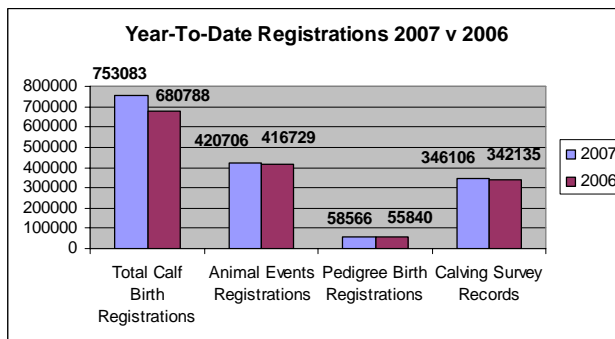 Year-To-Date Registrations 2007 v 2006
753083
680788
420706
416729
58566
55840
346106
342135
800000
700000
600000
500000
400000
300000
200000
100000
0
Total Calf
Birth
Registrations
Animal Events
Registrations
Pedigree Birth
Registrations
Calving Survey
Records
2007
2006